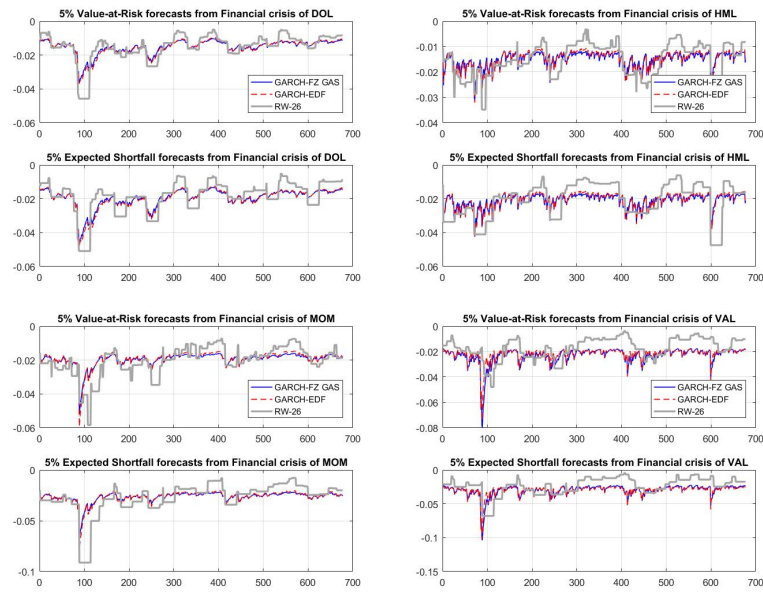 5% Value-at-Risk forecasts from Financial crisis of DOL
0
-0.02
-0.04
-0.06
GARCH-FZ GAS
GARCH-EDF
RW-26
0 100 200 300 400 500 600 700
5% Value-at-Risk forecasts from Financial crisis of HML
0
-0.01
-0.02
-0.03
-0.04
GARCH-FZ GAS
GARCH-EDF
RW-26
0 100 200 300 400 500 600 700
5% Expected Shortfall forecasts from Financial crisis of DOL
0
-0.02
-0.04
-0.06
0 100 200 300 400 500 600 700
5% Expected Shortfall forecasts from Financial crisis of HML
0
-0.02
-0.04
-0.06
0 100 200 300 400 500 600 700
5% Value-at-Risk forecasts from Financial crisis of MOM
0
-0.02
-0.04
-0.06
GARCH-FZ GAS
GARCH-EDF
RW-26
0 100 200 300 400 500 600 700
5% Value-at-Risk forecasts from Financial crisis of VAL
0
-0.02
-0.04
-0.06
-0.08
GARCH-FZ GAS
GARCH-EDF
RW-26
0 100 200 300 400 500 600 700
5% Expected Shortfall forecasts from Financial crisis of MOM
0
-0.05
-0.1
0 100 200 300 400 500 600 700
5% Expected Shortfall forecasts from Financial crisis of VAL
0
-0.05
-0.1
-0.15
0 100 200 300 400 500 600 700